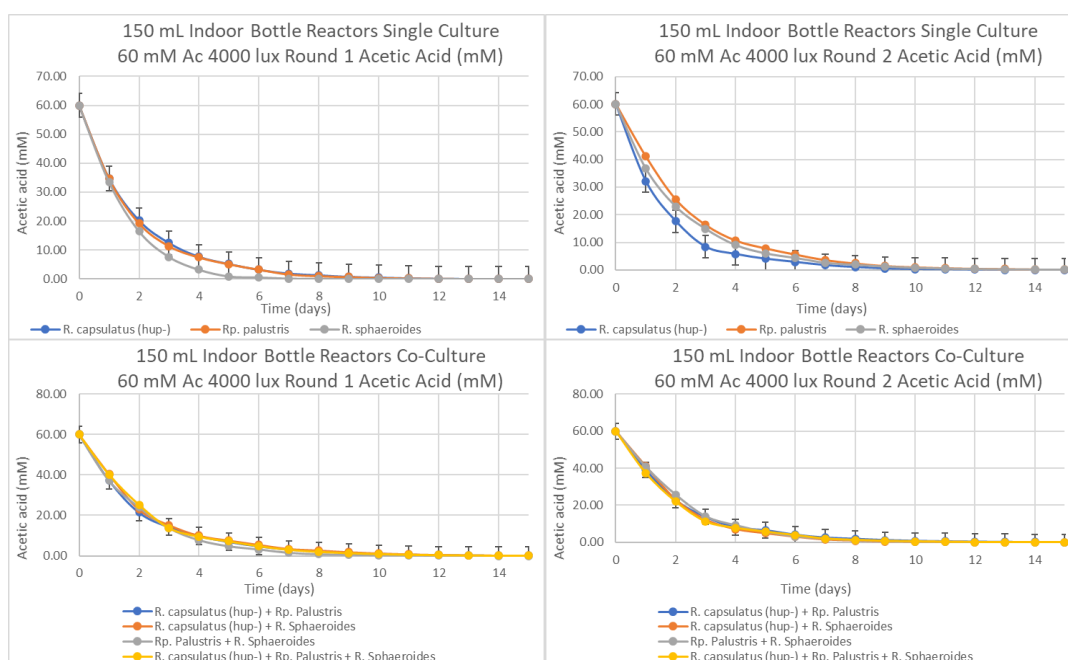 150 mL Indoor Bottle Reactors Single Culture
60 mM Ac 4000 lux Round 1 Acetic Acid (mM)
70.00
60.00
50.00
40.00
30.00
20.00
10.00
0.00
Acetic acid (mM)
0 2 4 6 8 10 12 14
Time (days)
R. capsulatus (hup-) Rp. palustris R. sphaeroides
150 mL Indoor Bottle Reactors Single Culture
60 mM Ac 4000 lux Round 2 Acetic Acid (mM)
70.00
60.00
50.00
40.00
30.00
20.00
10.00
0.00
Acetic acid (mM)
0 2 4 6 8 10 12 14
Time (days)
R. capsulatus (hup-) Rp. palustris R. sphaeroides
150 mL Indoor Bottle Reactors Co-Culture
60 mM Ac 4000 lux Round 1 Acetic Acid (mM)
80.00
60.00
40.00
20.00
0.00
Acetic acid (mM)
0 2 4 6 8 10 12 14
Time (days)
R. capsulatus (hup-) + Rp. Palustris
R. capsulatus (hup-) + R. Sphaeroides
Rp. Palustris + R. Sphaeroides
R. capsulatus (hup-) + Rp. Palustris + R. Sphaeroides
150 mL Indoor Bottle Reactors Co-Culture
60 mM Ac 4000 lux Round 2 Acetic Acid (mM)
80.00
60.00
40.00
20.00
0.00
Acetic acid (mM)
0 2 4 6 8 10 12 14
Time (days)
R. capsulatus (hup-) + Rp. Palustris
R. capsulatus (hup-) + R. Sphaeroides
Rp. Palustris + R. Sphaeroides
R. capsulatus (hup-) + Rp. Palustris + R. Sphaeroides